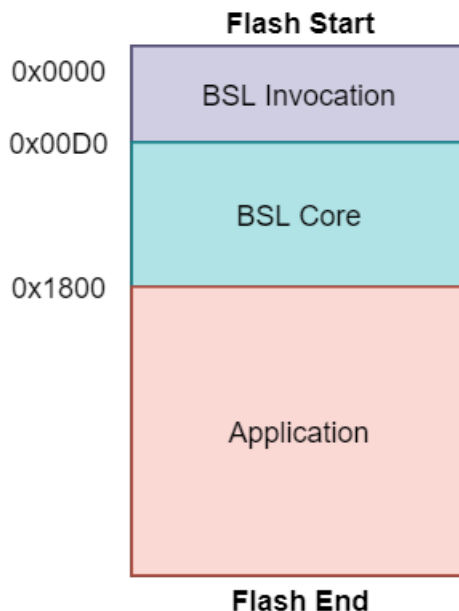 Flash Start
0x0000
BSL Invocation
0x00D0
BSL Core
0x1800
Application
Flash End